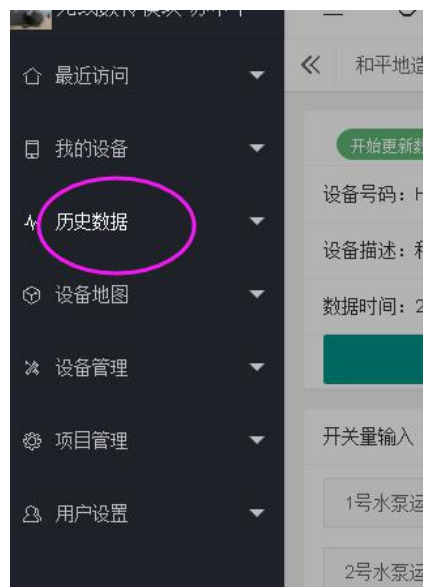 最近访问
我的设备
历史数据
设备地图
设备管理
项目管理
用户设置
和平地
开始更新
设备号码：H
设备描述：
数据时间：2
开关量输入
1号水泵运
2号水泵运